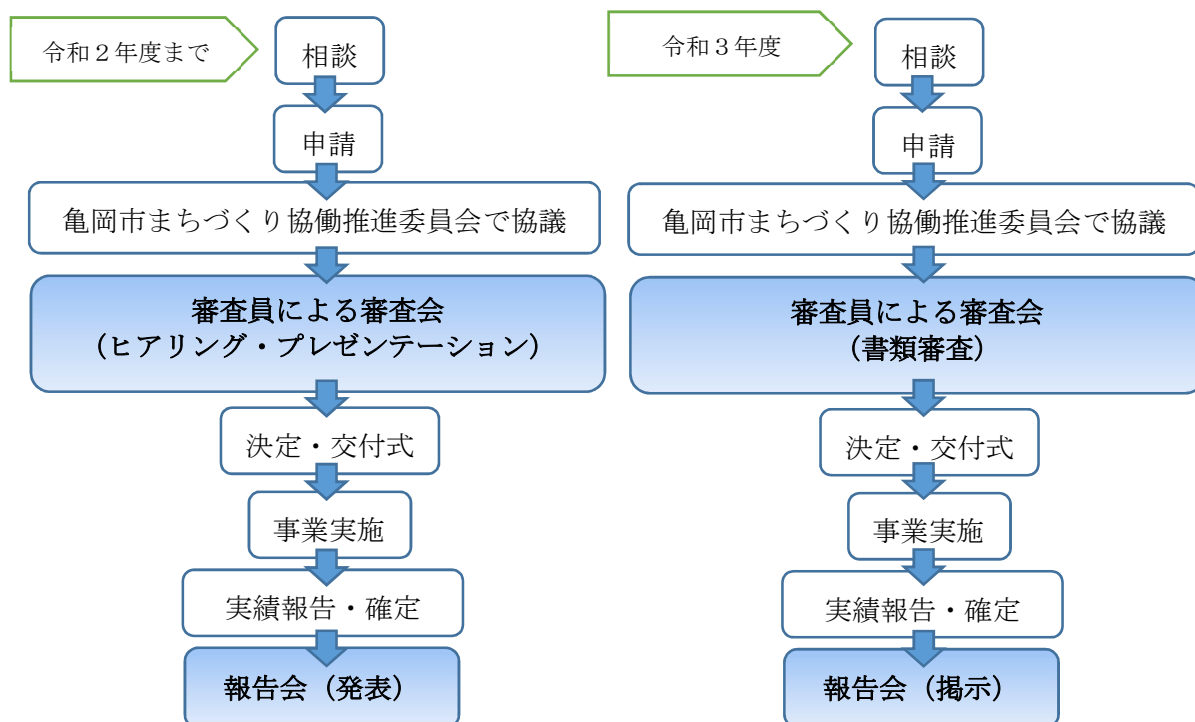 令和２年度まで
相談
申請
亀岡市まちづくり協働推進委員会で協議
審査員による審査会
（ヒアリング・プレゼンテーション）
決定・交付式
事業実施
実績報告・確定
報告会（発表）
令和３年度
相談
申請
亀岡市まちづくり協働推進委員会で協議
審査員による審査会
（書類審査）
決定・交付式
事業実施
実績報告・確定
報告会（掲示）